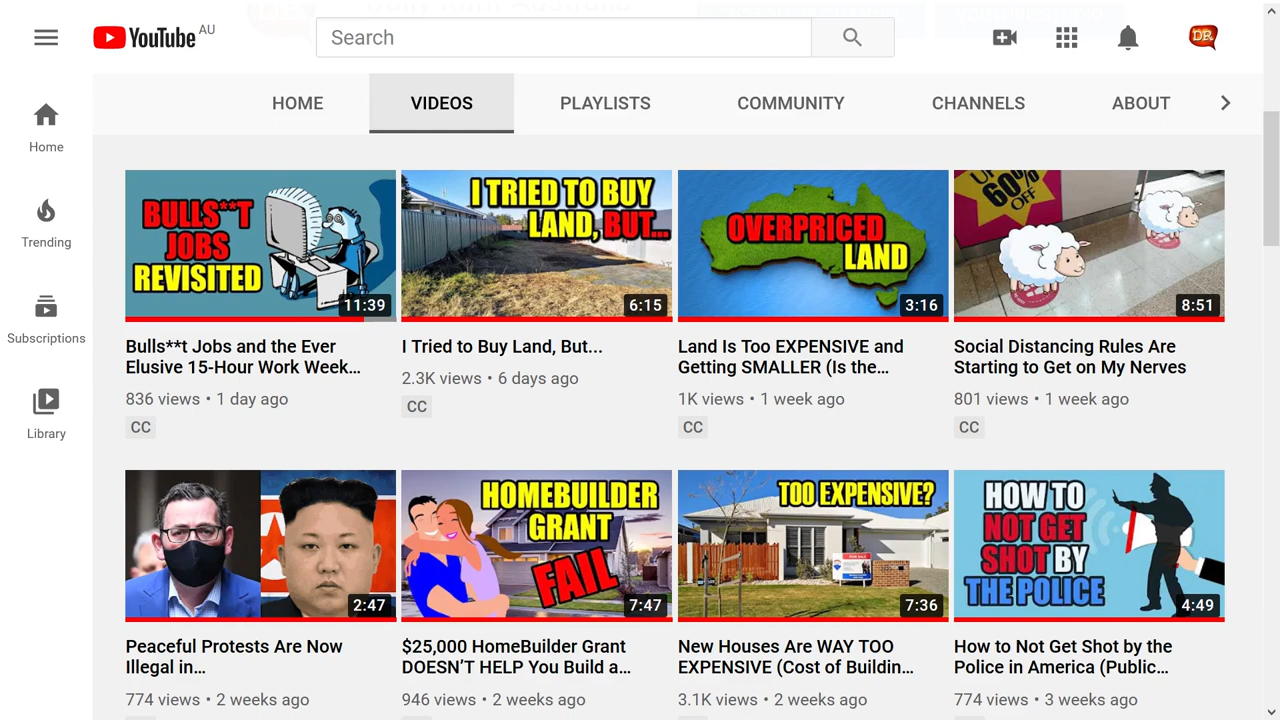 YouTube AU
Search
DR
HOME
VIDEOS
PLAYLISTS
COMMUNITY
CHANNELS
ABOUT
Home
Trending
Subscriptions
Library
BULLS**T
JOBS
REVISITED
11:39
I TRIED TO BUY
LAND, BUT...
6:15
OVERPRICED
LAND
3:16
60%
OFF
8:51
Bulls**t Jobs and the Ever
Elusive 15-Hour Work Week...
836 views • 1 day ago
CC
I Tried to Buy Land, But...
2.3K views • 6 days ago
CC
Land Is Too EXPENSIVE and
Getting SMALLER (Is the...
1K views • 1 week ago
CC
Social Distancing Rules Are
Starting to Get on My Nerves
801 views • 1 week ago
CC
2:47
HOMEBUILDER
GRANT
FAIL
7:47
TOO EXPENSIVE?
FOR SALE
7:36
HOW TO
NOT GET
SHOT BY
THE POLICE
4:49
Peaceful Protests Are Now
Illegal in...
774 views • 2 weeks ago
$25,000 HomeBuilder Grant
DOESN'T HELP You Build a...
946 views • 2 weeks ago
New Houses Are WAY TOO
EXPENSIVE (Cost of Buildin...
3.1K views • 2 weeks ago
How to Not Get Shot by the
Police in America (Public...
774 views • 3 weeks ago